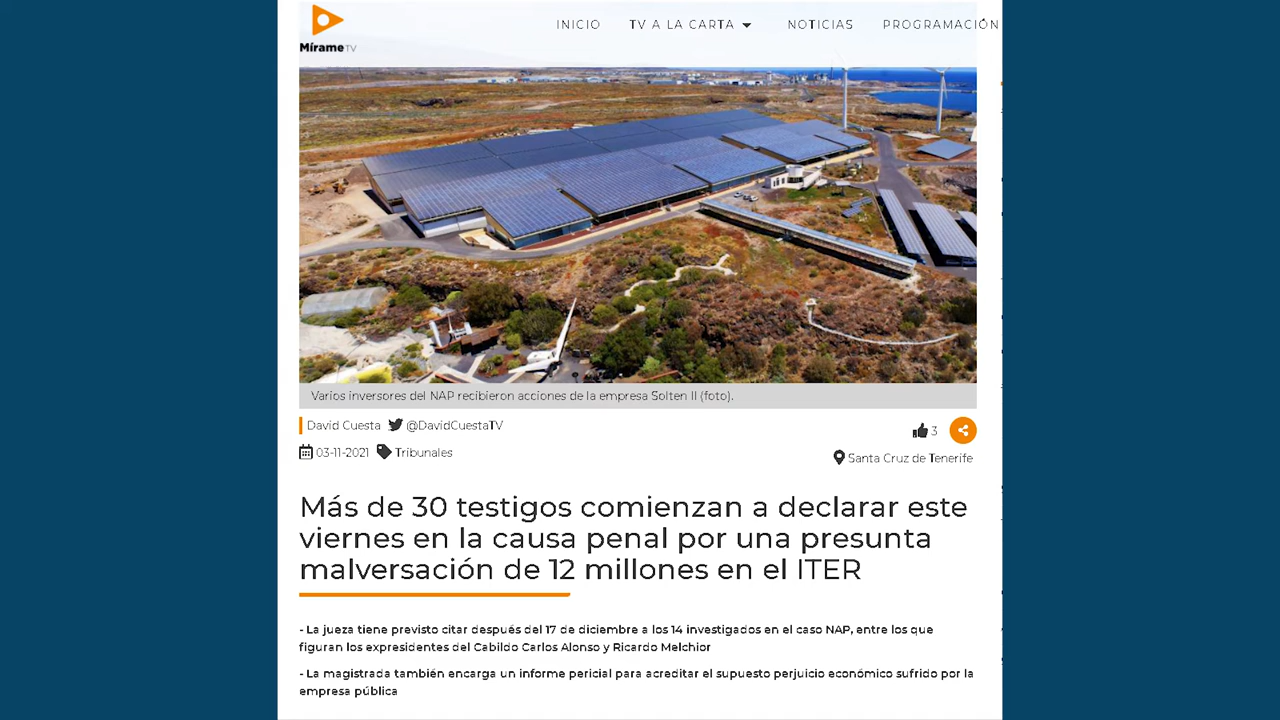 MírameTV
INICIO TV A LA CARTA NOTICIAS PROGRAMACIÓN
Varios inversores del NAP recibieron acciones de la empresa Solten II (foto).
David Cuesta @DavidCuestaTV
3
03-11-2021 Tribunales
Santa Cruz de Tenerife
Más de 30 testigos comienzan a declarar este
viernes en la causa penal por una presunta
malversación de 12 millones en el ITER
- La jueza tiene previsto citar después del 17 de diciembre a los 14 investigados en el caso NAP, entre los que
figuran los expresidentes del Cabildo Carlos Alonso y Ricardo Melchior
- La magistrada también encarga un informe pericial para acreditar el supuesto perjuicio económico sufrido por la
empresa pública